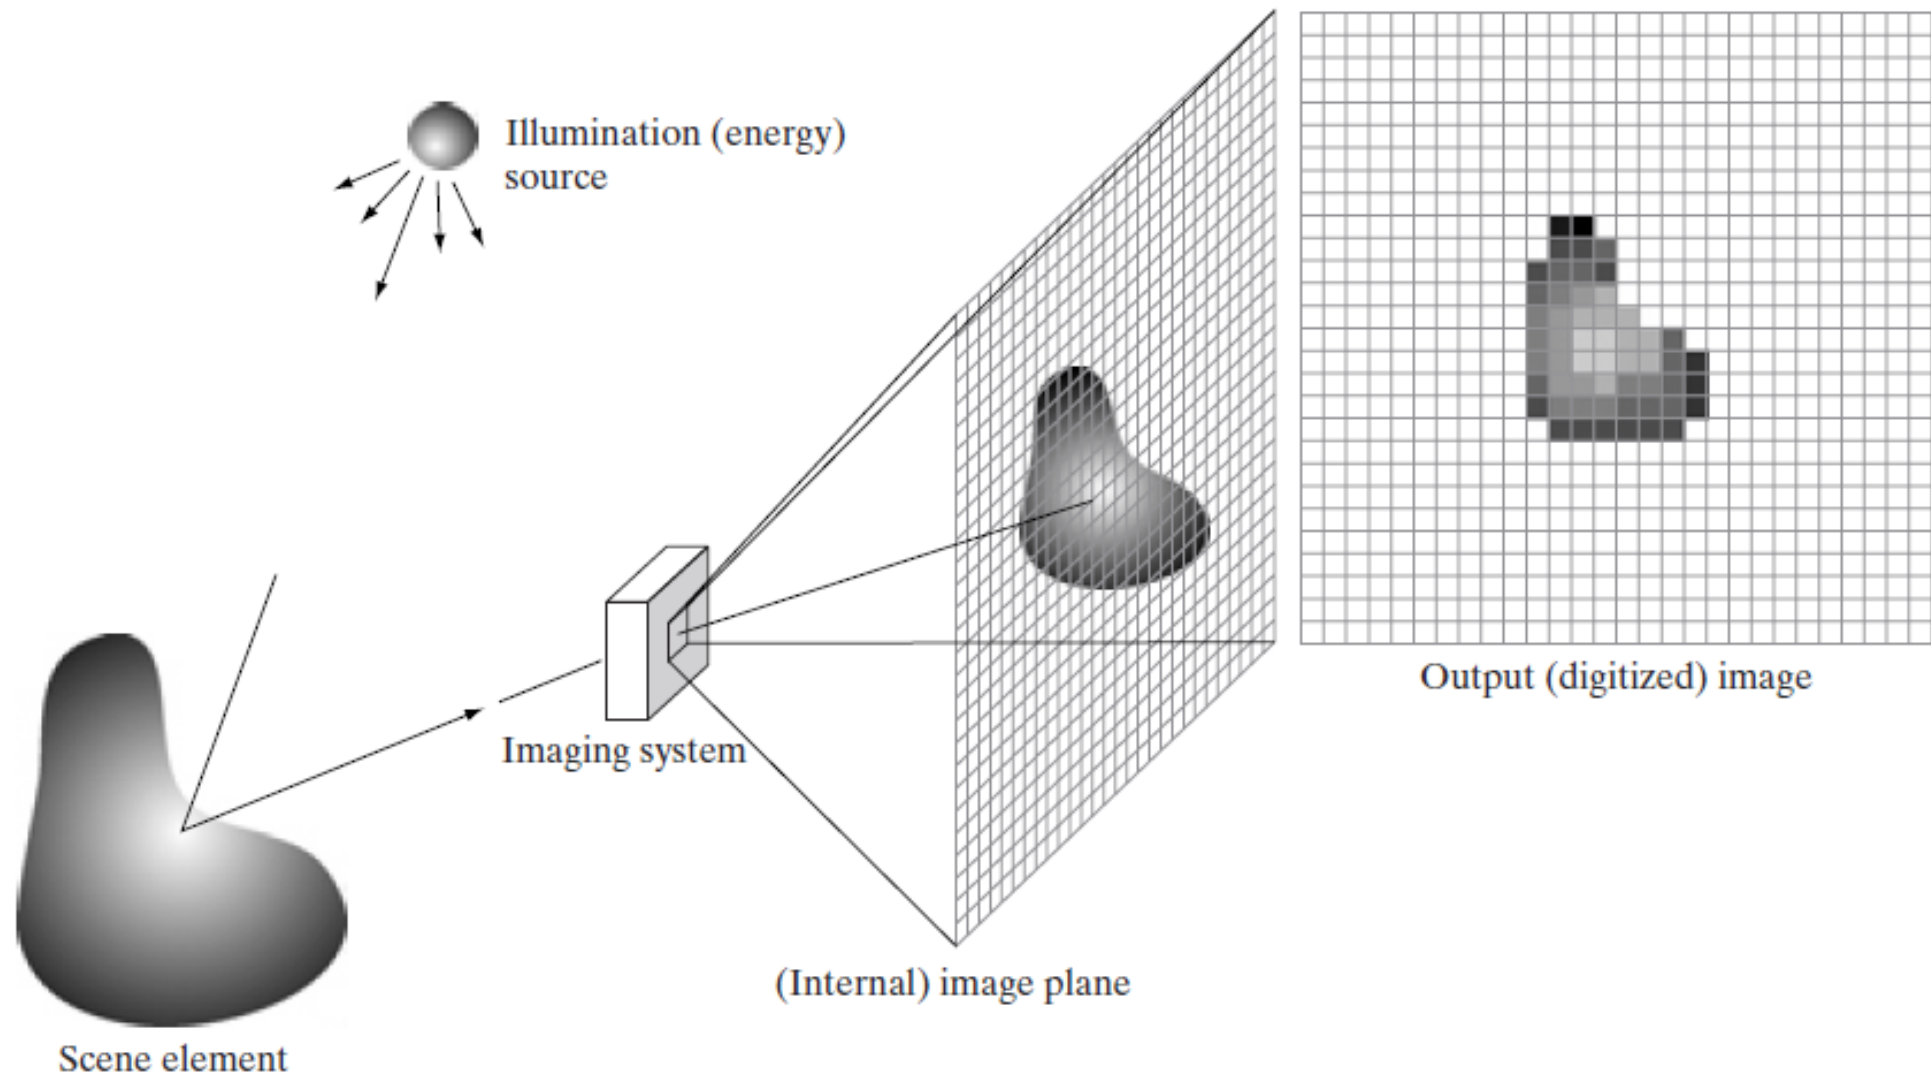 Illumination (energy)
source
Output (digitized) image
Imaging system
(Internal) image plane
Scene element